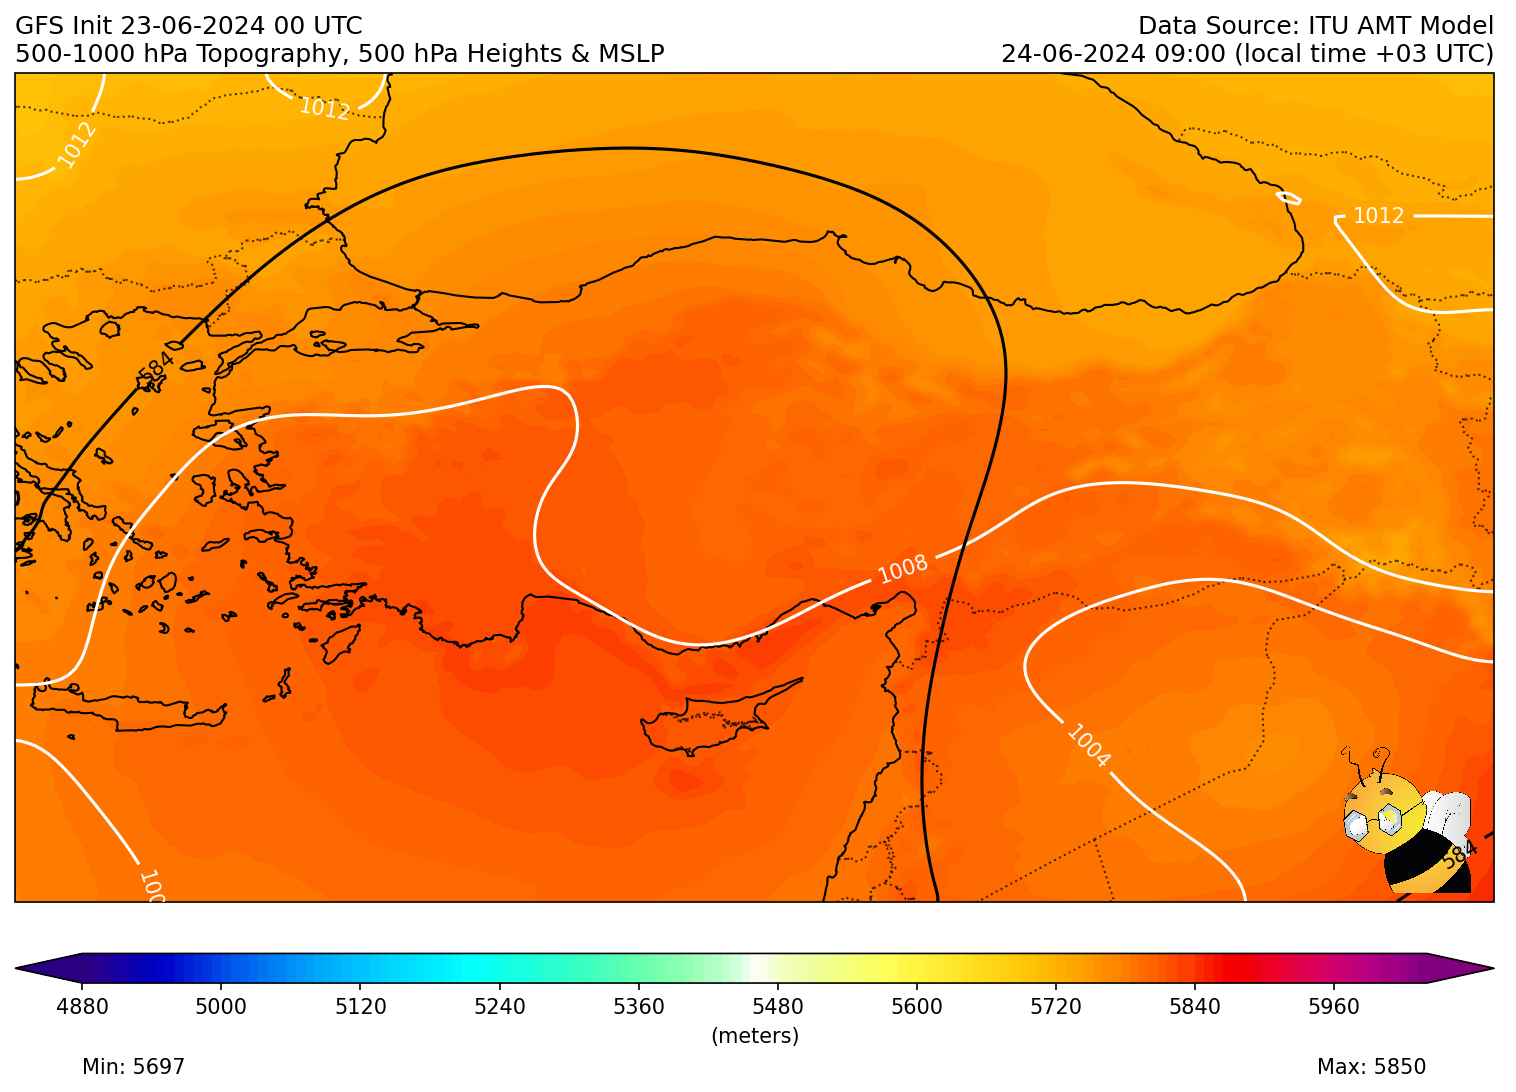 GFS Init 23-06-2024 00 UTC
Data Source: ITU AMT Model
500-1000 hPa Topography, 500 hPa Heights & MSLP
24-06-2024 09:00 (local time +03 UTC)
1012
1012
1012
584
1008
1004
584
100
4880 5000 5120 5240 5360 5480 5600 5720 5840 5960
(meters)
Min: 5697
Max: 5850